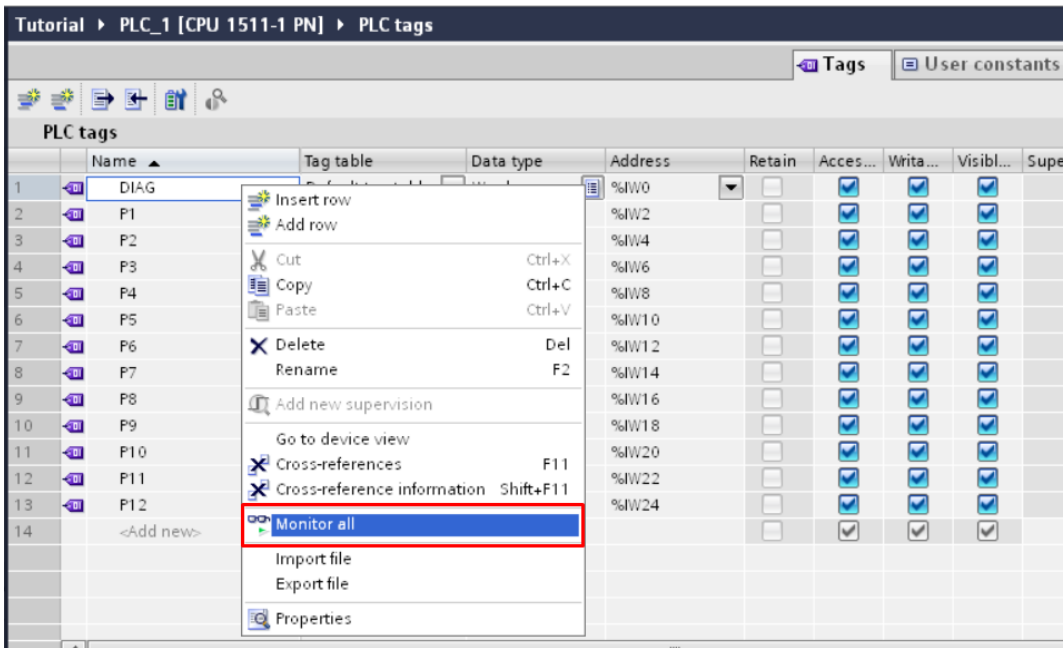 Tutorial ▸ PLC_1 [CPU 1511-1 PN] ▸ PLC tags
Tags User constants
PLC tags
Name Tag table Data type Address Retain Acces... Writa... Visibl... Supe
1 DIAG %IW0
2 P1 %IW2
3 P2 %IW4
4 P3 %IW6
5 P4 %IW8
6 P5 %IW10
7 P6 %IW12
8 P7 %IW14
9 P8 %IW16
10 P9 %IW18
11 P10 %IW20
12 P11 %IW22
13 P12 %IW24
14 <Add new>
Insert row
Add row
Cut Ctrl+X
Copy Ctrl+C
Paste Ctrl+V
Delete Del
Rename F2
Add new supervision
Go to device view
Cross-references F11
Cross-reference information Shift+F11
Monitor all
Import file
Export file
Properties